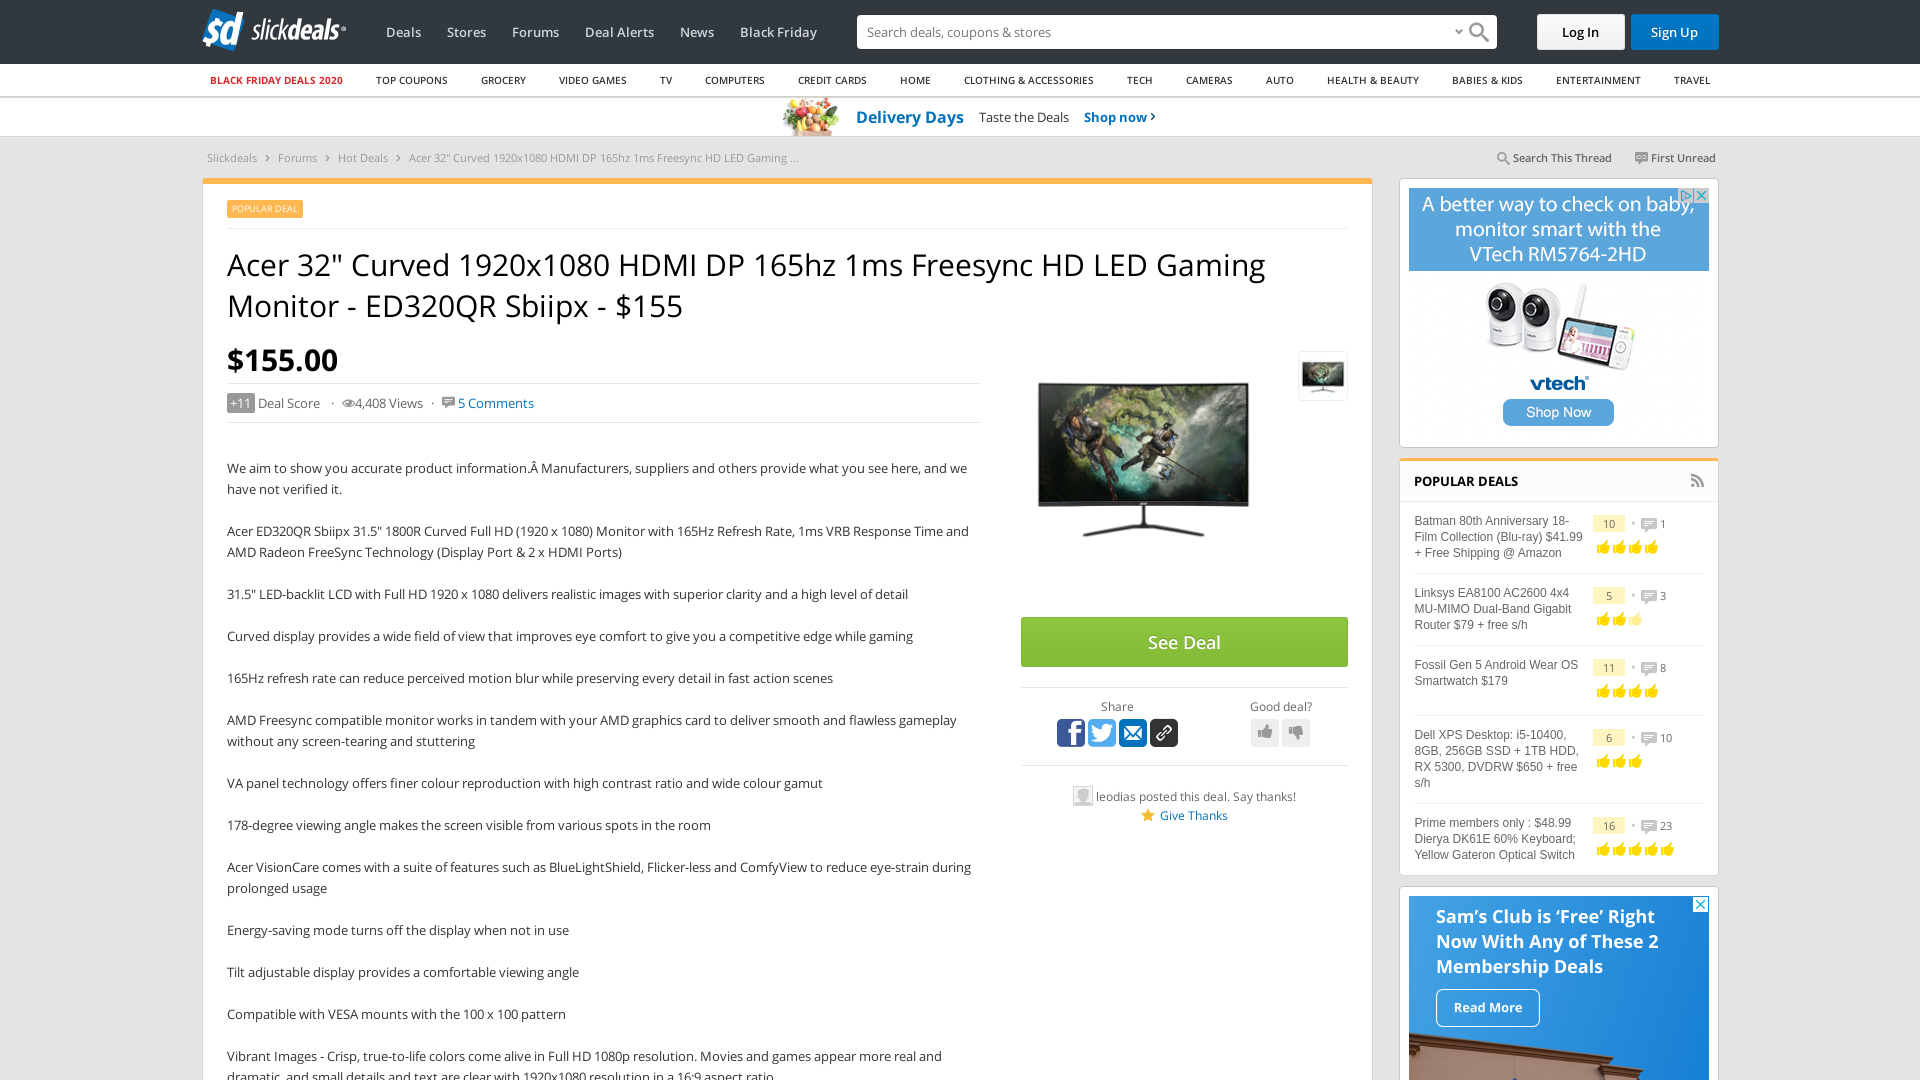 slickdeals
Deals Stores Forums Deal Alerts News Black Friday
Search deals, coupons & stores
Log In
Sign Up
BLACK FRIDAY DEALS 2020 TOP COUPONS GROCERY VIDEO GAMES TV COMPUTERS CREDIT CARDS HOME CLOTHING & ACCESSORIES TECH CAMERAS AUTO HEALTH & BEAUTY BABIES & KIDS ENTERTAINMENT TRAVEL
Delivery Days Taste the Deals Shop now
Slickdeals Forums Hot Deals Acer 32" Curved 1920x1080 HDMI DP 165hz 1ms Freesync HD LED Gaming ...
Search This Thread First Unread
POPULAR DEAL
Acer 32" Curved 1920x1080 HDMI DP 165hz 1ms Freesync HD LED Gaming
Monitor - ED320QR Sbiipx - $155
$155.00
+11 Deal Score · 4,408 Views · 5 Comments
We aim to show you accurate product information.Â Manufacturers, suppliers and others provide what you see here, and we
have not verified it.
Acer ED320QR Sbiipx 31.5" 1800R Curved Full HD (1920 x 1080) Monitor with 165Hz Refresh Rate, 1ms VRB Response Time and
AMD Radeon FreeSync Technology (Display Port & 2 x HDMI Ports)
31.5" LED-backlit LCD with Full HD 1920 x 1080 delivers realistic images with superior clarity and a high level of detail
Curved display provides a wide field of view that improves eye comfort to give you a competitive edge while gaming
165Hz refresh rate can reduce perceived motion blur while preserving every detail in fast action scenes
AMD Freesync compatible monitor works in tandem with your AMD graphics card to deliver smooth and flawless gameplay
without any screen-tearing and stuttering
VA panel technology offers finer colour reproduction with high contrast ratio and wide colour gamut
178-degree viewing angle makes the screen visible from various spots in the room
Acer VisionCare comes with a suite of features such as BlueLightShield, Flicker-less and ComfyView to reduce eye-strain during
prolonged usage
Energy-saving mode turns off the display when not in use
Tilt adjustable display provides a comfortable viewing angle
Compatible with VESA mounts with the 100 x 100 pattern
Vibrant Images - Crisp, true-to-life colors come alive in Full HD 1080p resolution. Movies and games appear more real and
dramatic, and small details and text are clear with 1920x1080 resolution in a 16:9 aspect ratio
See Deal
Share
Good deal?
leodias posted this deal. Say thanks!
Give Thanks
A better way to check on baby,
monitor smart with the
VTech RM5764-2HD
vtech
Shop Now
POPULAR DEALS
Batman 80th Anniversary 18-
Film Collection (Blu-ray) $41.99
+ Free Shipping @ Amazon
10 • 1
Linksys EA8100 AC2600 4x4
MU-MIMO Dual-Band Gigabit
Router $79 + free s/h
5 • 3
Fossil Gen 5 Android Wear OS
Smartwatch $179
11 • 8
Dell XPS Desktop: i5-10400,
8GB, 256GB SSD + 1TB HDD,
RX 5300, DVDRW $650 + free
s/h
6 • 10
Prime members only : $48.99
Dierya DK61E 60% Keyboard;
Yellow Gateron Optical Switch
16 • 23
Sam's Club is 'Free' Right
Now With Any of These 2
Membership Deals
Read More